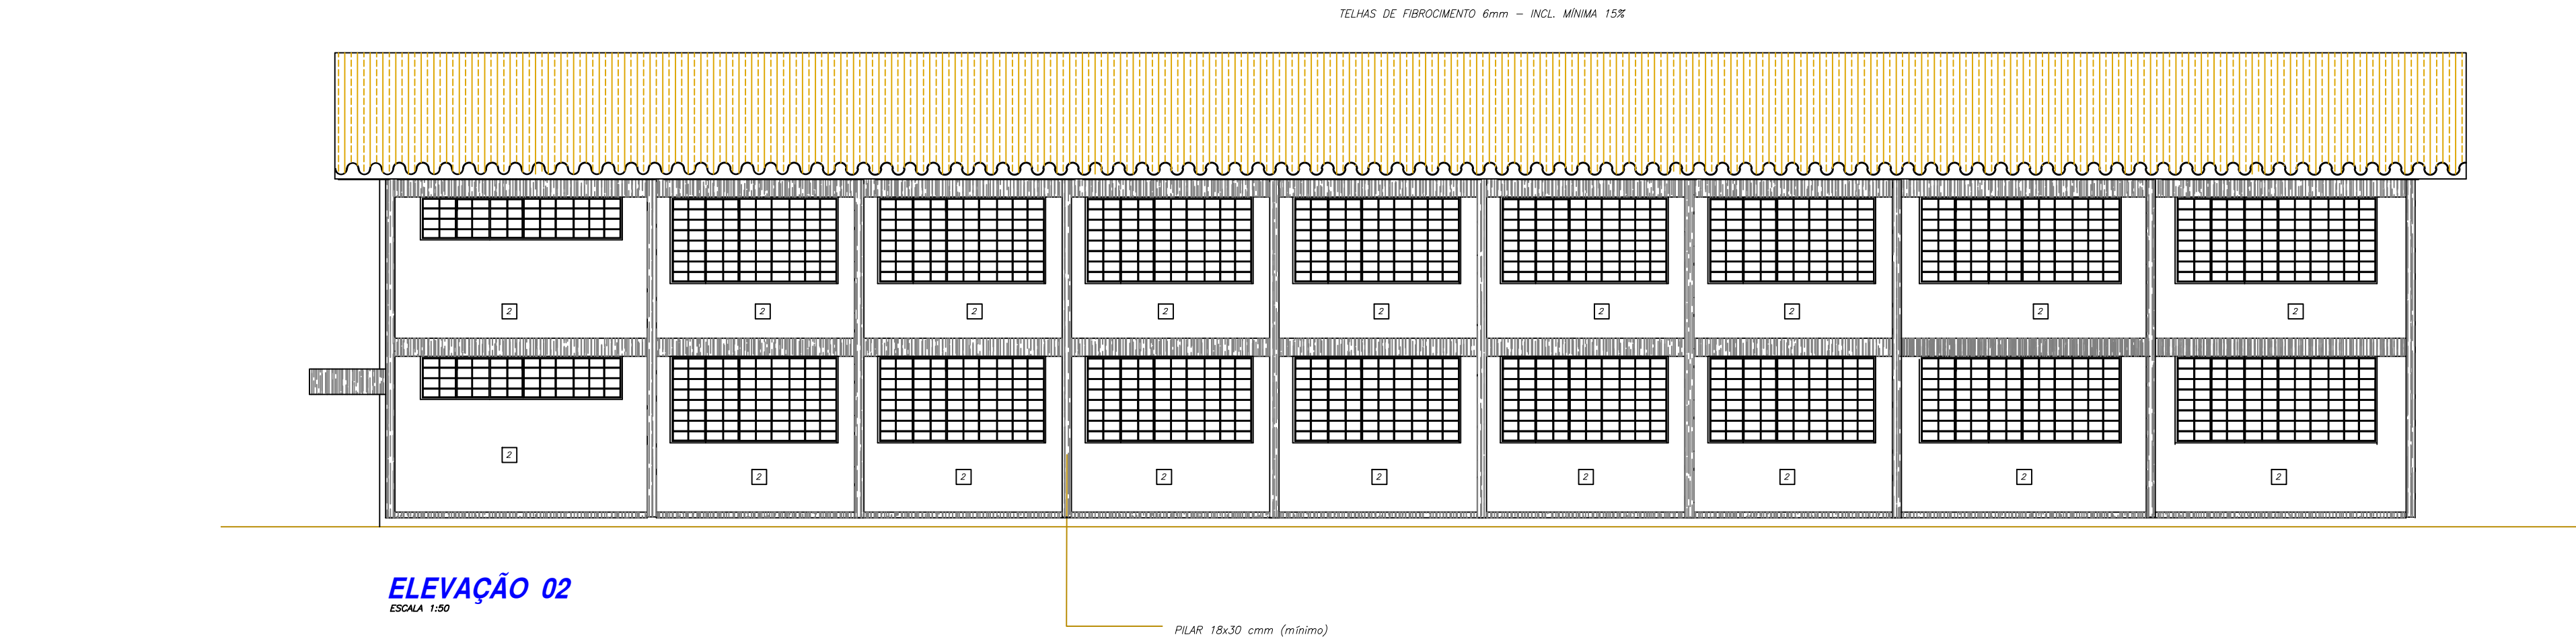 TELHAS DE FIBROCIMENTO 6mm – INCL. MÍNIMA 15%
2 2 2 2 2 2 2 2 2
2
2 2 2 2 2 2 2 2
ELEVAÇÃO 02
ESCALA 1:50
PILAR 18x30 cmm (mínimo)